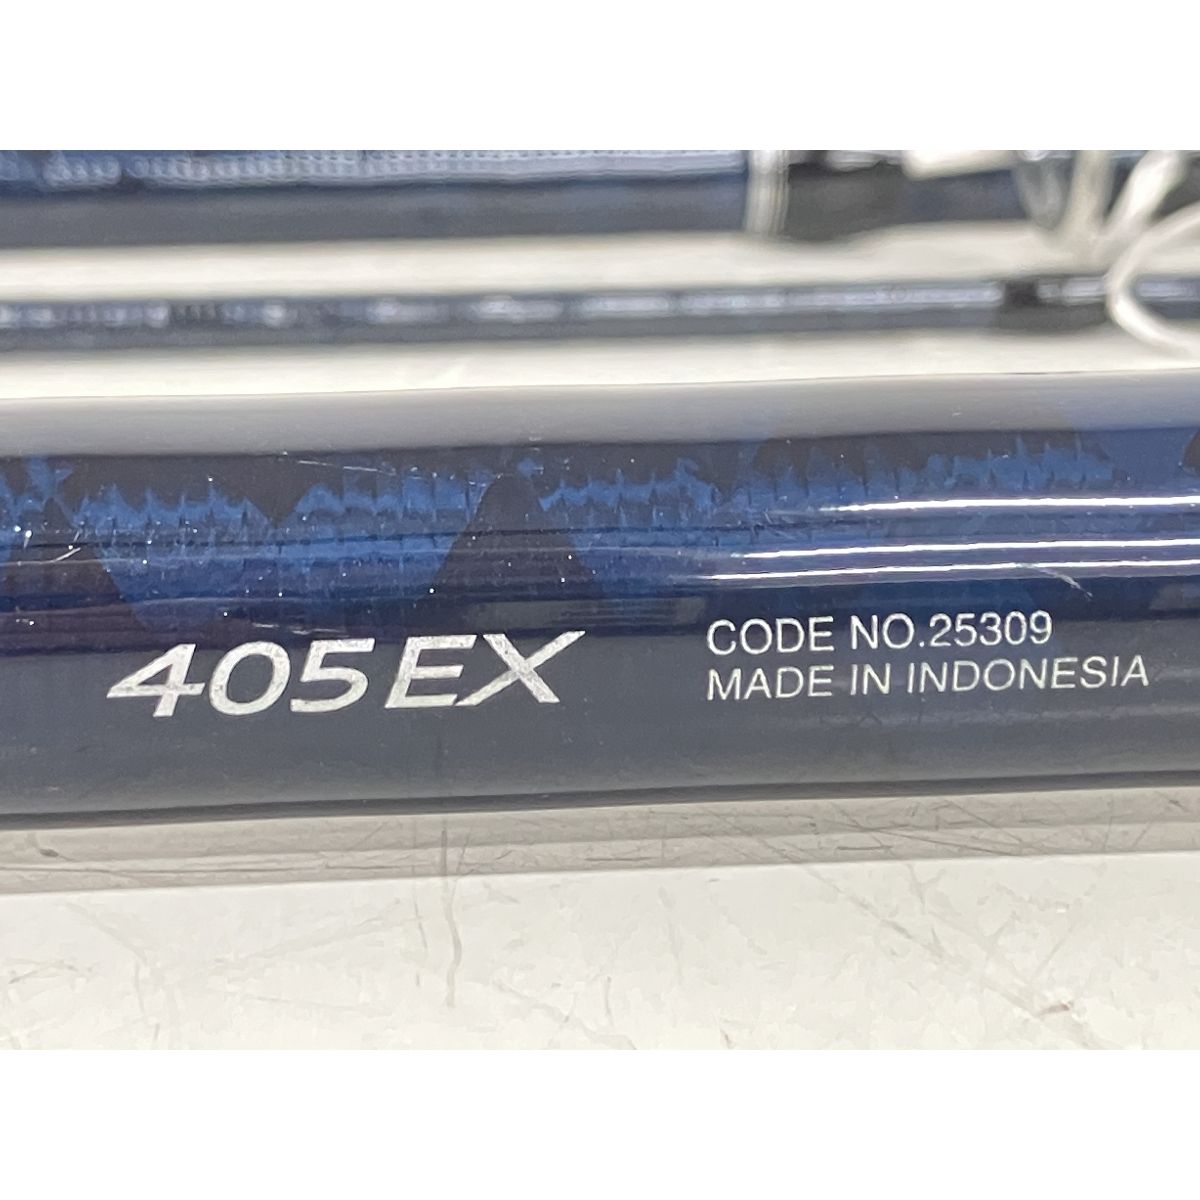 405EX
CODE NO.25309
MADE IN INDONESIA